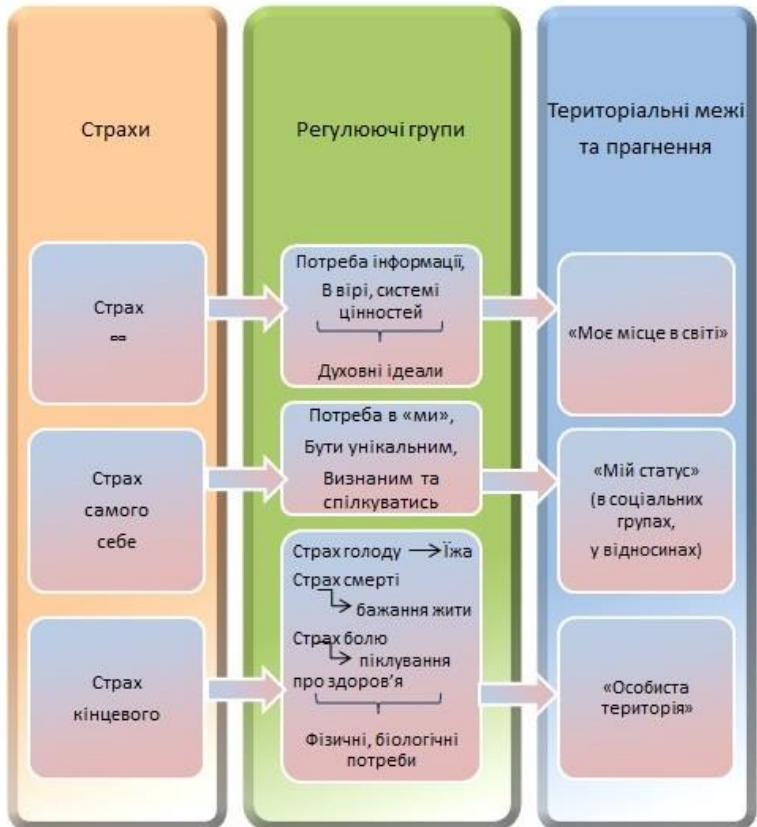 Страхи
Регулюючі групи
Територіальні межі
та прагнення
Страх
∞
Потреба інформації,
В вірі, системі
цінностей
Духовні ідеали
«Моє місце в світі»
Страх
самого
себе
Потреба в «ми»,
Бути унікальним,
Визнаним та
спілкуватись
«Мій статус»
(в соціальних
групах,
у відносинах)
Страх
кінцевого
Страх голоду → Їжа
Страх смерті
бажання жити
Страх болю
піклування
про здоров’я
Фізичні, біологічні
потреби
«Особиста
територія»